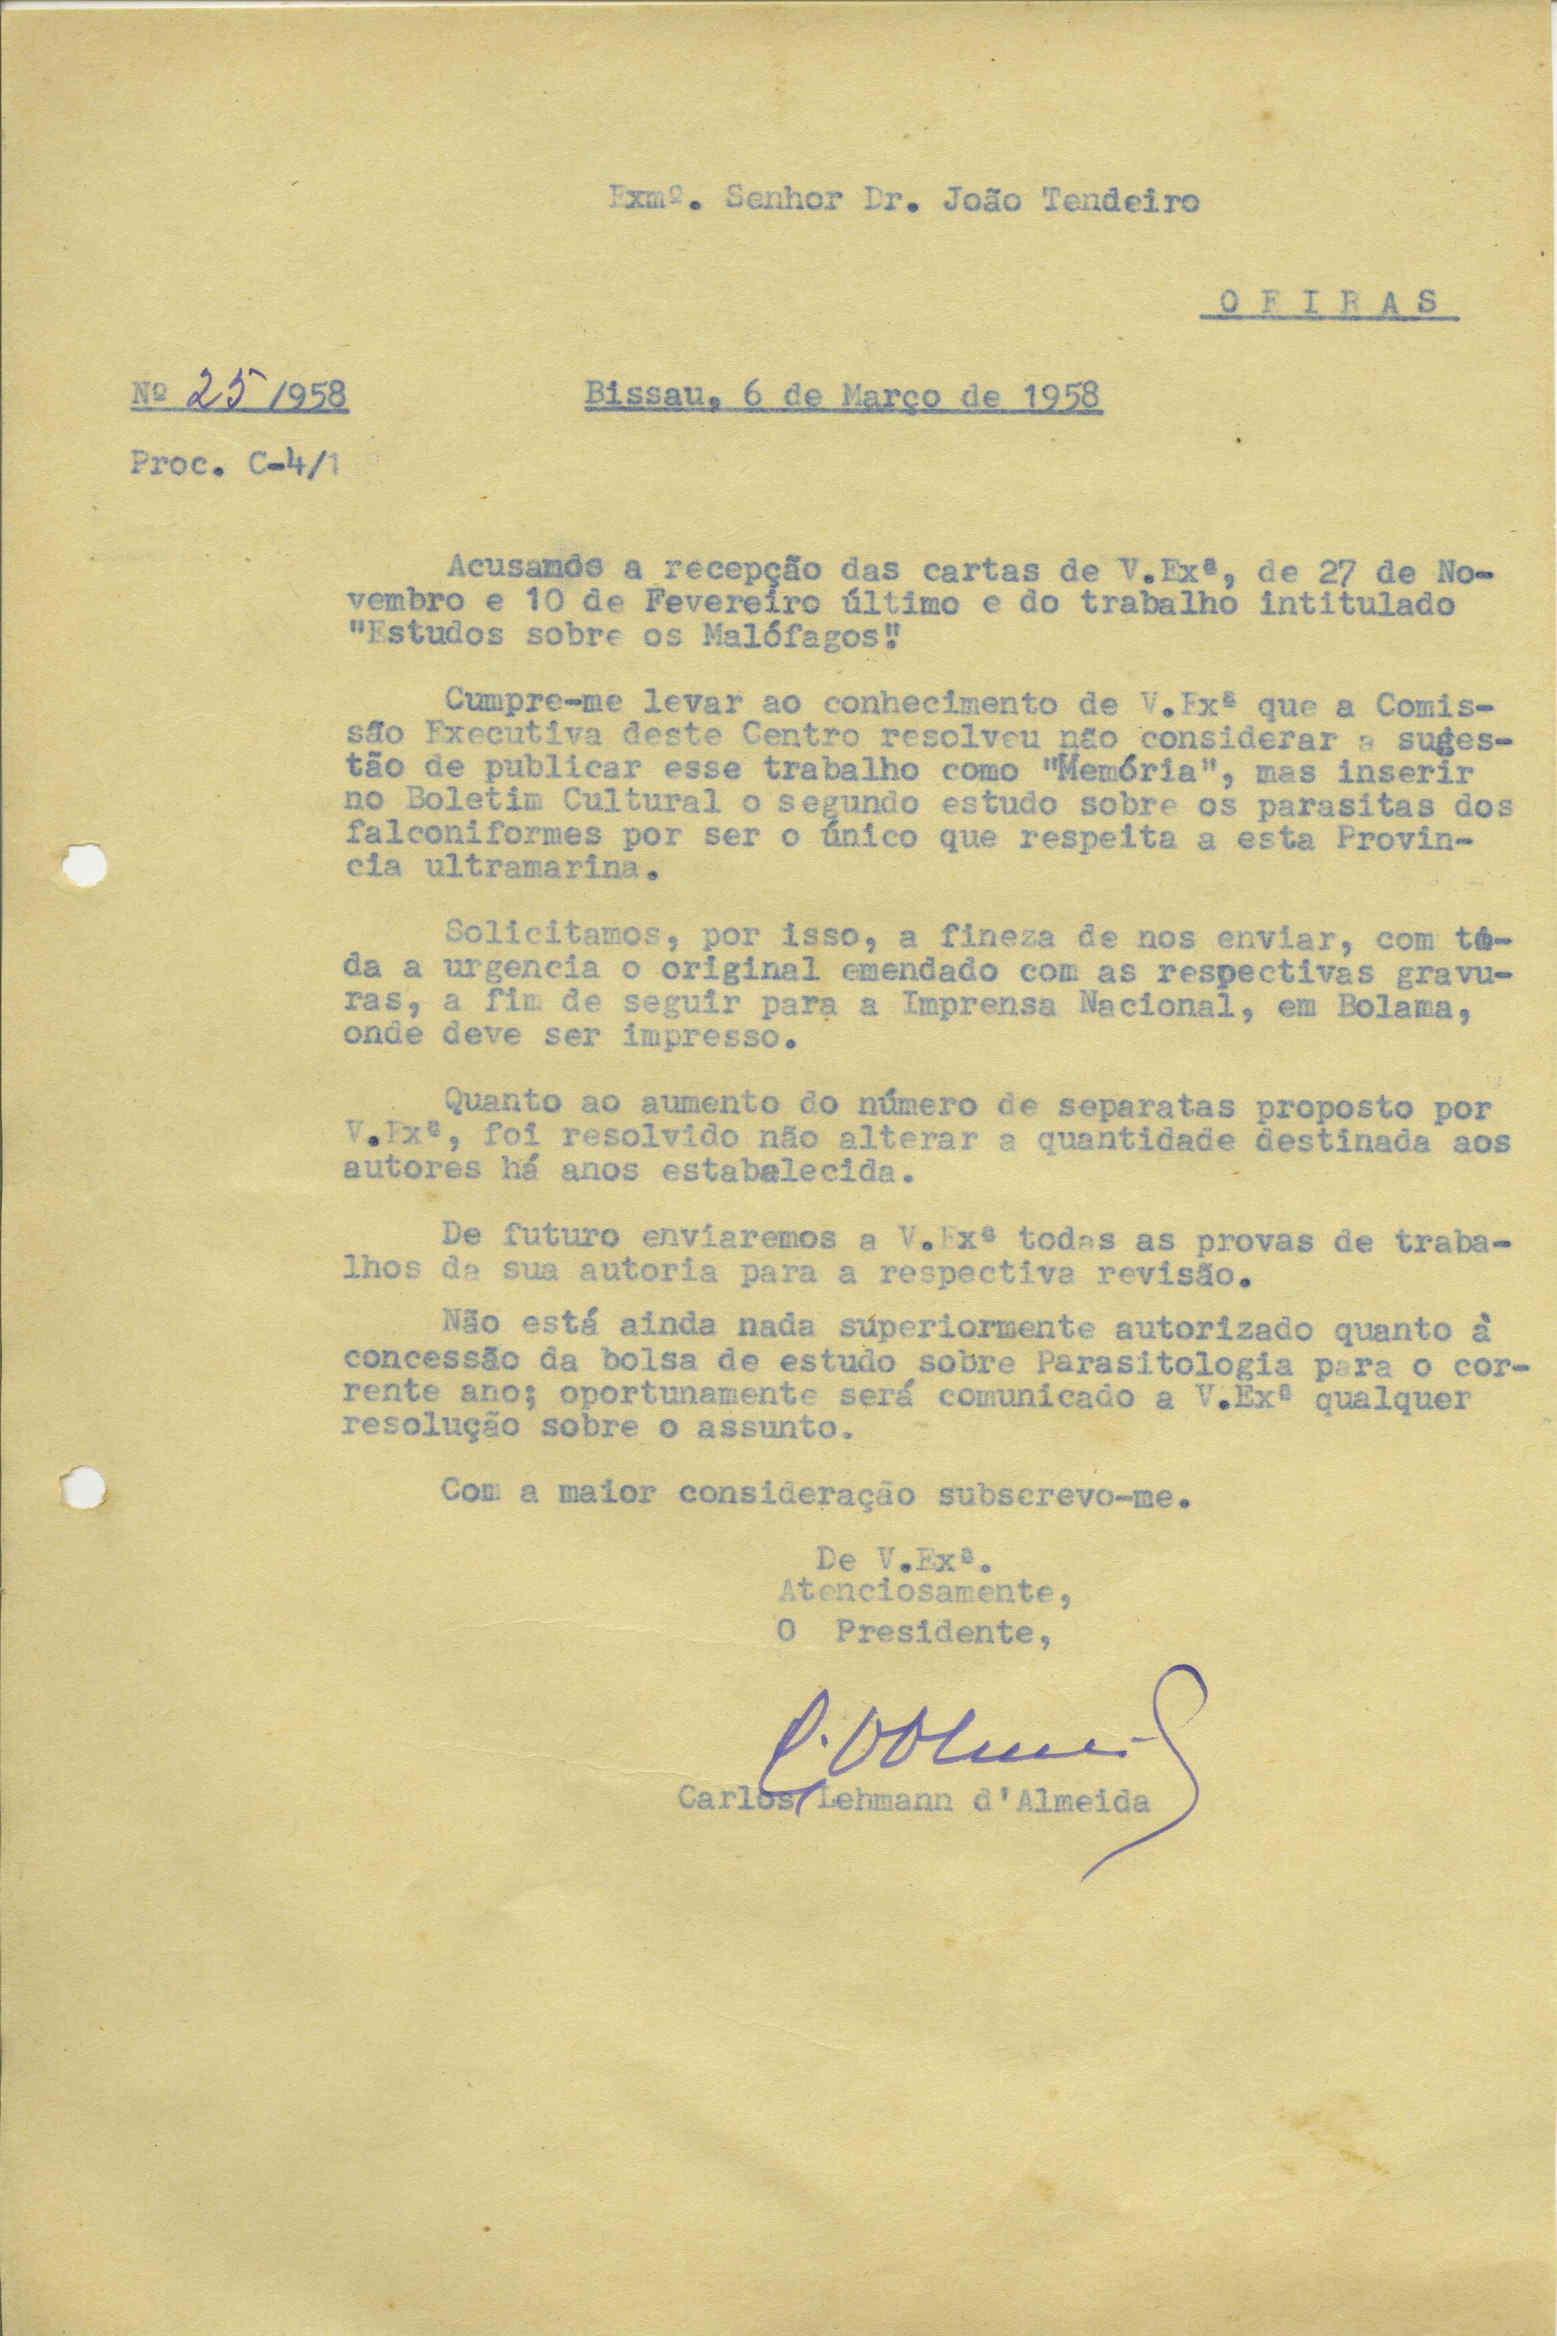 Exmº. Senhor Dr. João Tendeiro
O E I R A S
Nº 25/1958
Bissau, 6 de Março de 1958
Proc. C-4/1
Acusamos a recepção das cartas de V.Exª, de 27 de No-
vembro e 10 de Fevereiro último e do trabalho intitulado
"Estudos sobre os Malófagos".
Cumpre-me levar ao conhecimento de V.Exª que a Comis-
são Executiva deste Centro resolveu não considerar a suges-
tão de publicar esse trabalho como "Memória", mas inserir
no Boletim Cultural o segundo estudo sobre os parasitas dos
falconiformes por ser o único que respeita a esta Provin-
cia ultramarina.
Solicitamos, por isso, a fineza de nos enviar, com tô-
da a urgencia o original emendado com as respectivas gravu-
ras, a fim de seguir para a Imprensa Nacional, em Bolama,
onde deve ser impresso.
Quanto ao aumento do número de separatas proposto por
V.Exª, foi resolvido não alterar a quantidade destinada aos
autores há anos estabelecida.
De futuro enviaremos a V.Exª todas as provas de traba-
lhos da sua autoria para a respectiva revisão.
Não está ainda nada superiormente autorizado quanto à
concessão da bolsa de estudo sobre Parasitologia para o cor-
rente ano; oportunamente será comunicado a V.Exª qualquer
resolução sobre o assunto.
Com a maior consideração subscrevo-me.
De V.Exª.
Atenciosamente,
O Presidente,
Carlos Lehmann d'Almeida